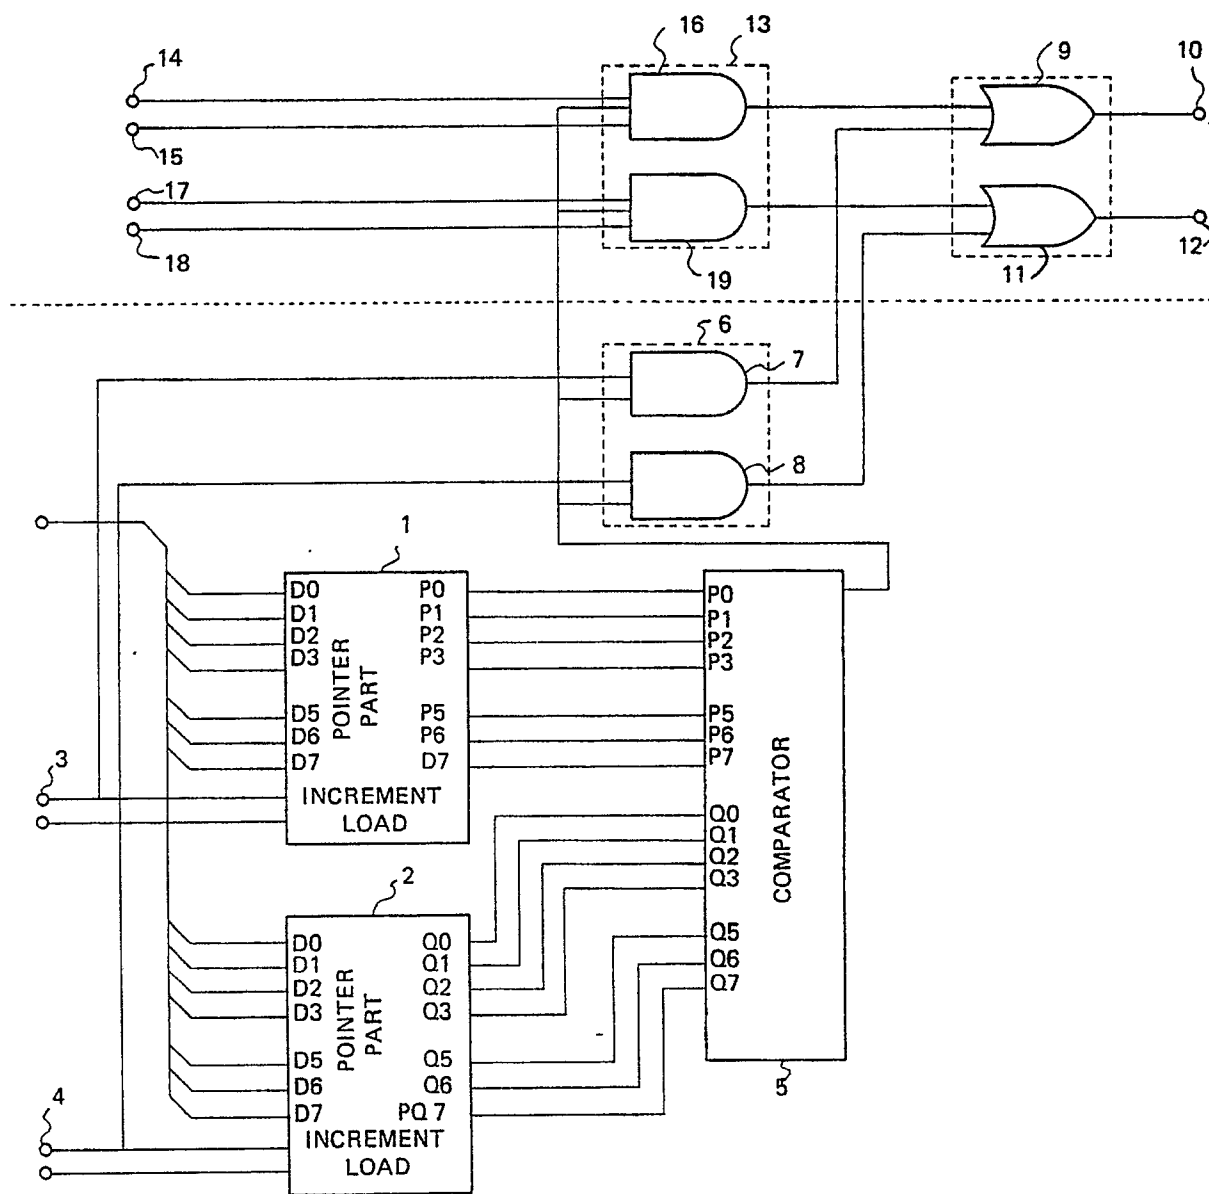 16
13
14
9
10
15
17
18
19
11
12
6
7
8
1
D0
D1
D2
D3
D5
D6
D7
POINTER
PART
P0
P1
P2
P3
P5
P6
D7
INCREMENT
LOAD
3
P0
P1
P2
P3
P5
P6
P7
Q0
Q1
Q2
Q3
Q5
Q6
Q7
COMPARATOR
5
2
D0
D1
D2
D3
D5
D6
D7
POINTER
PART
Q0
Q1
Q2
Q3
Q5
Q6
PQ7
INCREMENT
LOAD
4